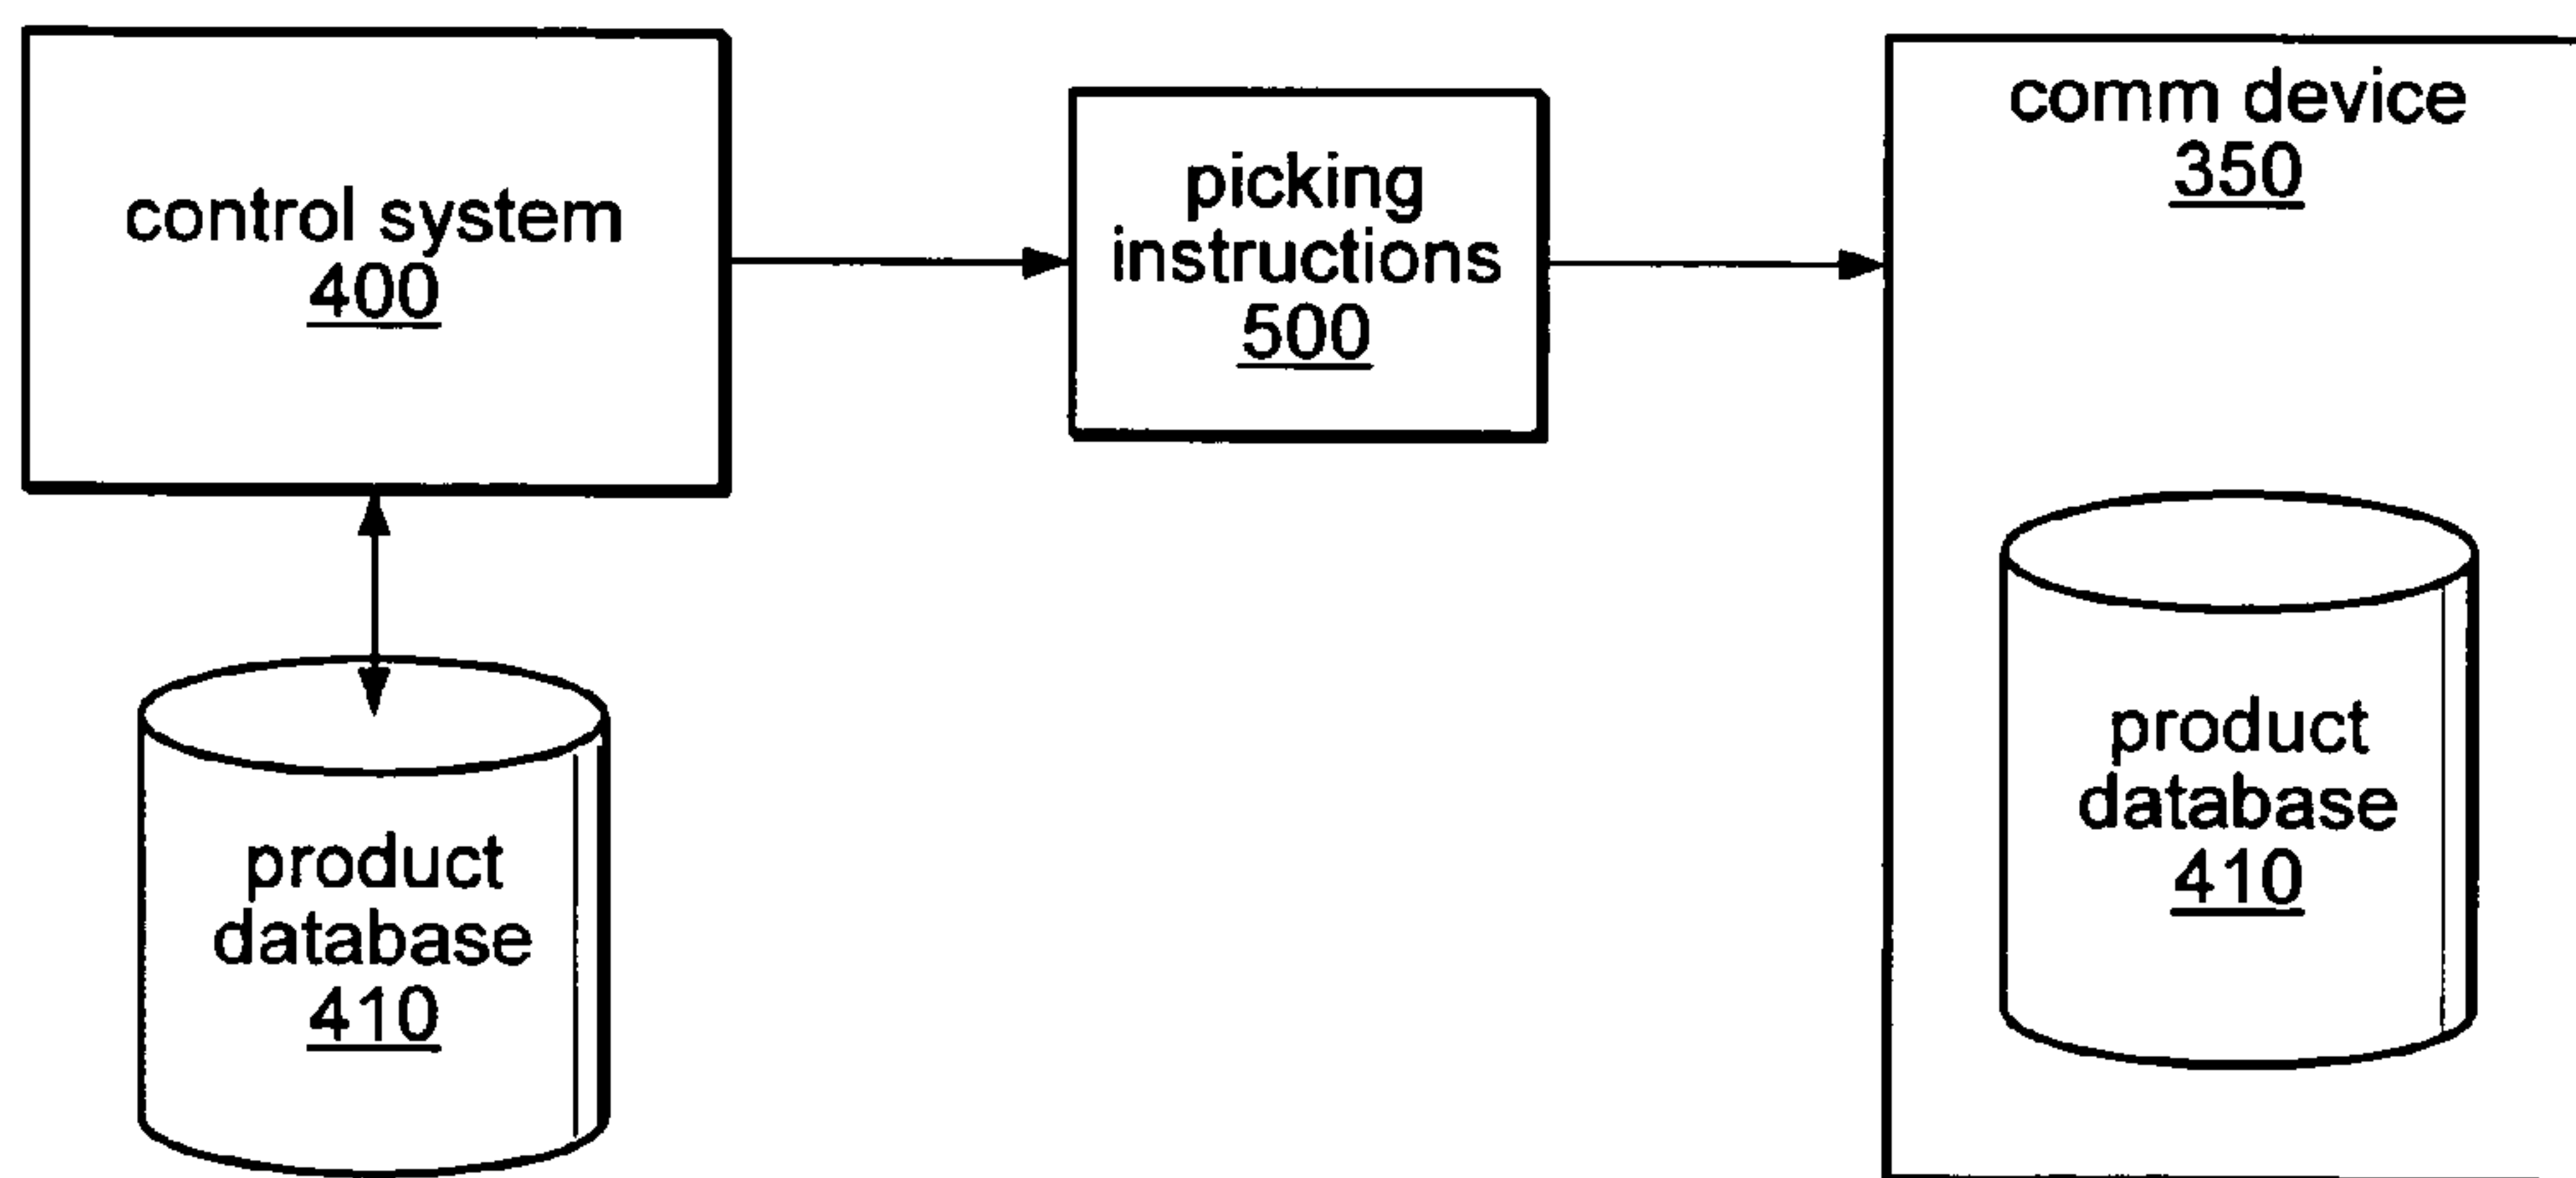 control system
400
picking
instructions
500
comm device
350
product
database
410
product
database
410